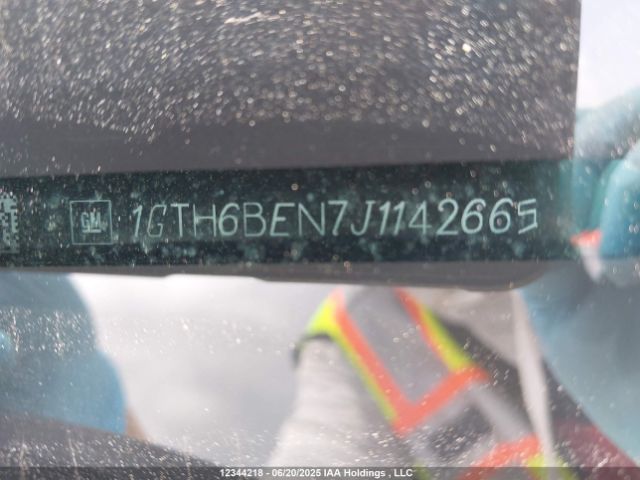 GM 1GTH6BEN7J1142665
12344218 - 06/20/2025 IAA Holdings , LLC